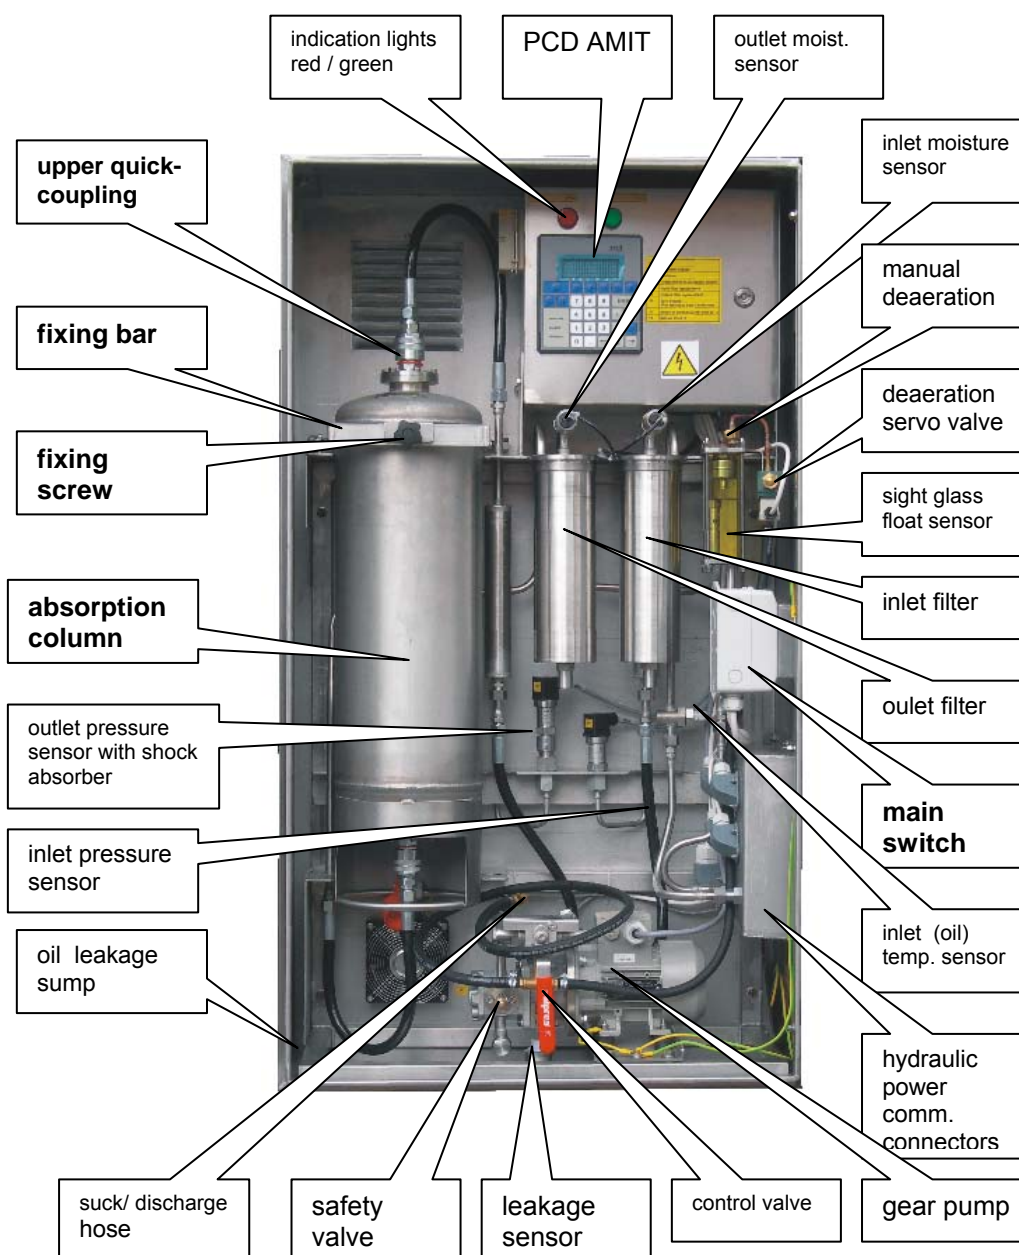 indication lights
red / green
PCD AMIT
outlet moist.
sensor
upper quick-
coupling
inlet moisture
sensor
manual
deaeration
fixing bar
deaeration
servo valve
fixing
screw
sight glass
float sensor
absorption
column
inlet filter
oulet filter
outlet pressure
sensor with shock
absorber
main
switch
inlet pressure
sensor
inlet (oil)
temp. sensor
oil leakage
sump
hydraulic
power
comm.
connectors
suck/ discharge
hose
safety
valve
leakage
sensor
control valve
gear pump